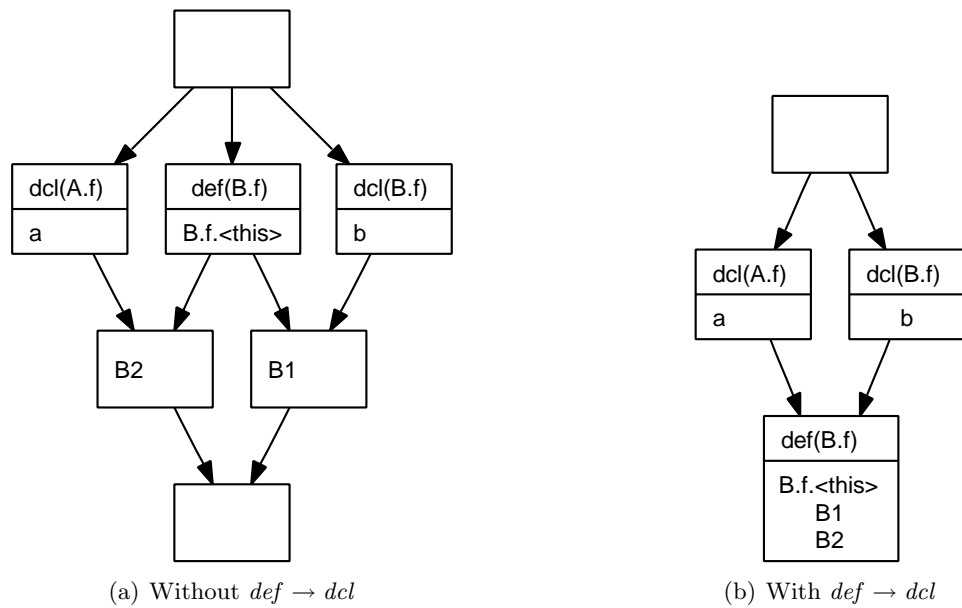 dcl(A.f)
a
def(B.f)
B.f.<this>
dcl(B.f)
b
B2
B1
(a) Without def → dcl
dcl(A.f)
a
dcl(B.f)
b
def(B.f)
B.f.<this>
B1
B2
(b) With def → dcl